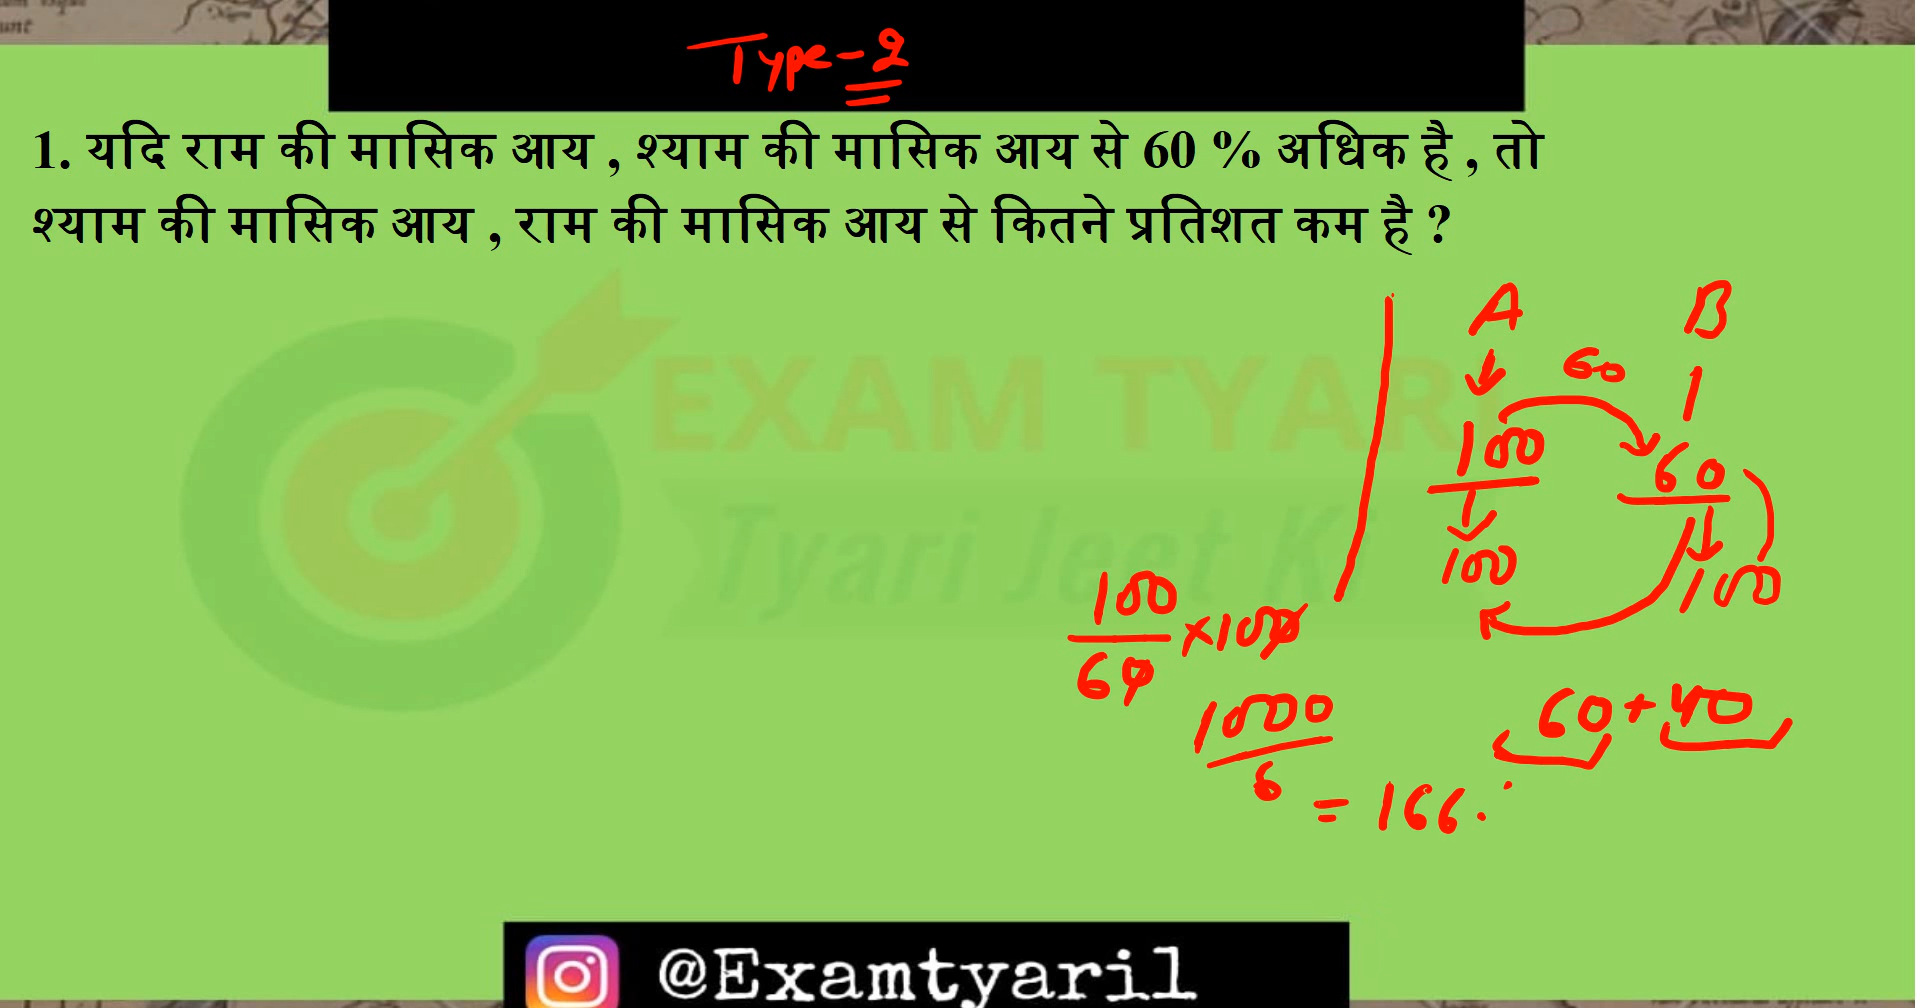 Type-2
1. यदि राम की मासिक आय , श्याम की मासिक आय से 60 % अधिक है , तो
श्याम की मासिक आय , राम की मासिक आय से कितने प्रतिशत कम है ?
EXAM TYARI
Tyari Jeet Ki
A B
60
100 60
100 100
100/60 ×100
60+40
1000/6
= 166.
@Examtyari1